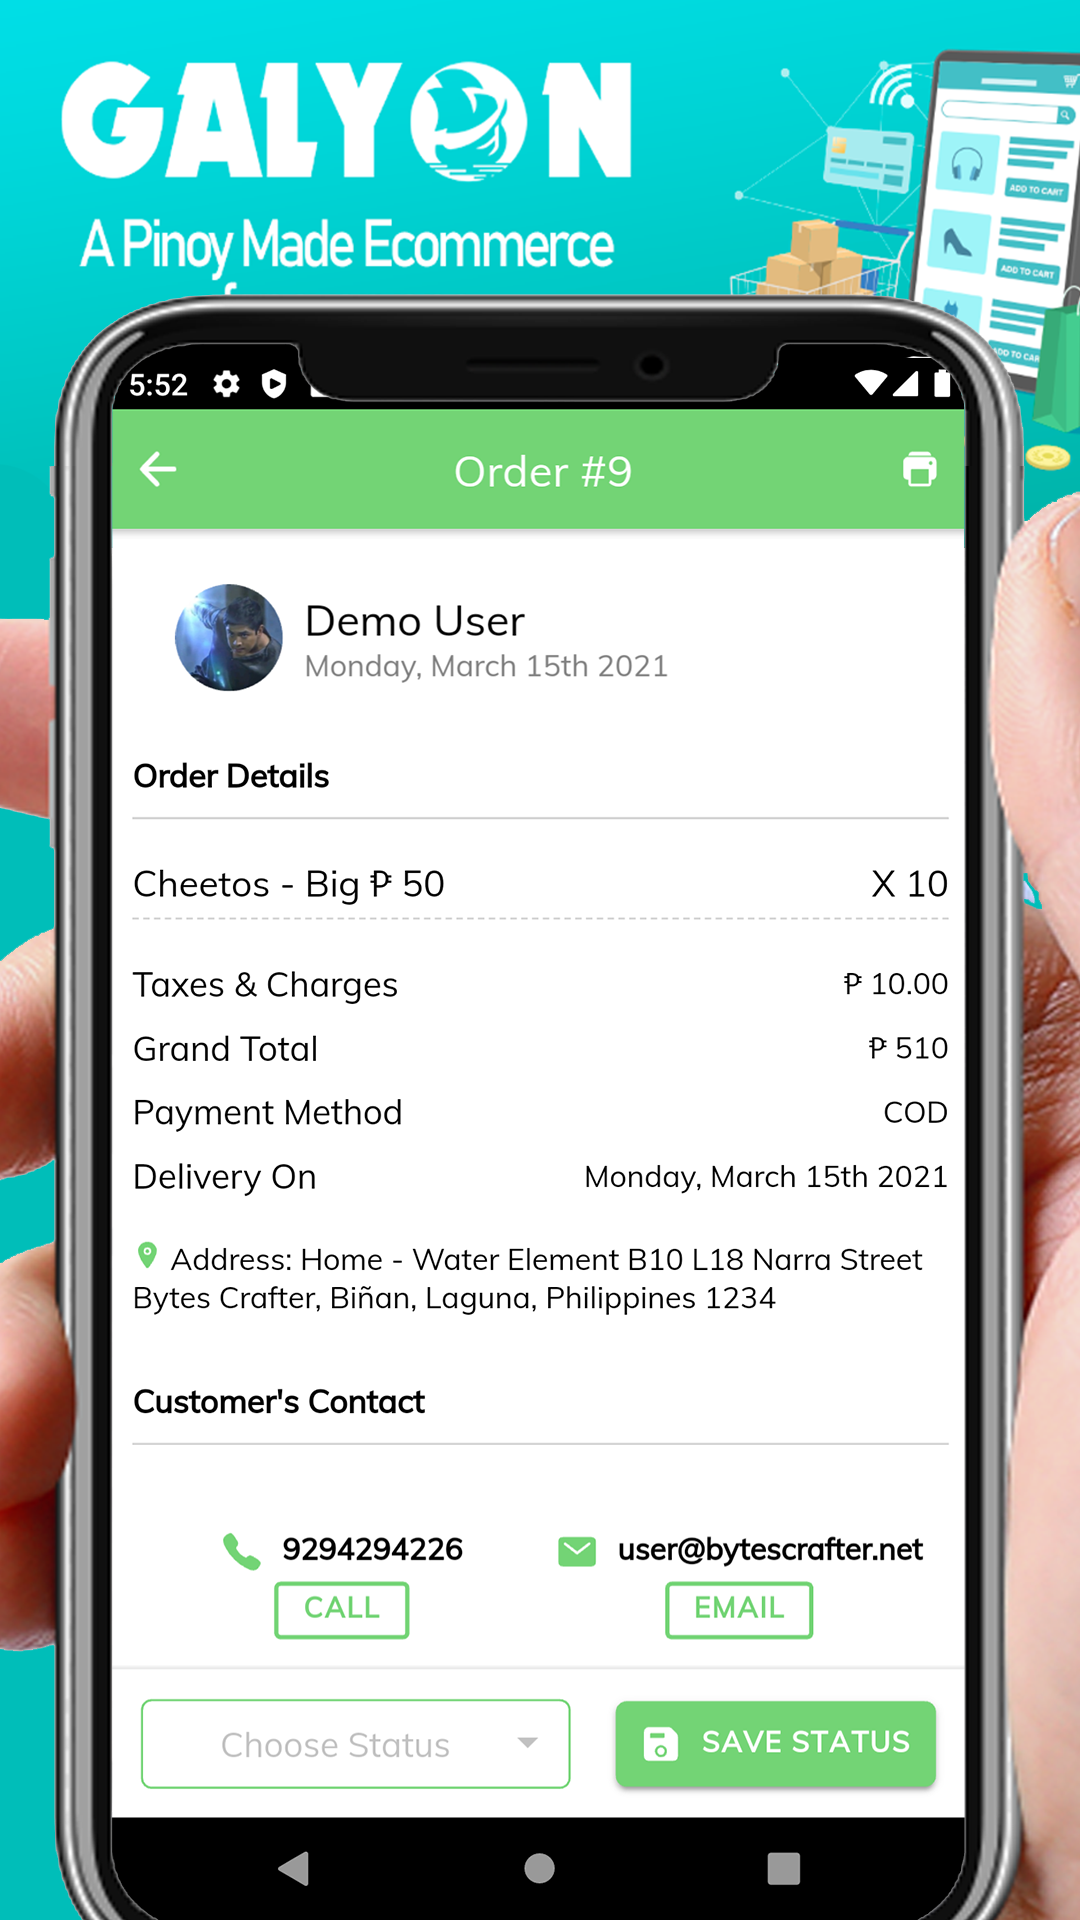 GALYON
A Pinoy Made Ecommerce
ADD TO CART
ADD TO CART
ADD TO CAR
5:52
Order #9
Demo User
Monday, March 15th 2021
Order Details
Cheetos - Big ₱ 50 X 10
Taxes & Charges ₱ 10.00
Grand Total ₱ 510
Payment Method COD
Delivery On Monday, March 15th 2021
Address: Home - Water Element B10 L18 Narra Street
Bytes Crafter, Biñan, Laguna, Philippines 1234
Customer's Contact
9294294226 user@bytescrafter.net
CALL EMAIL
Choose Status SAVE STATUS